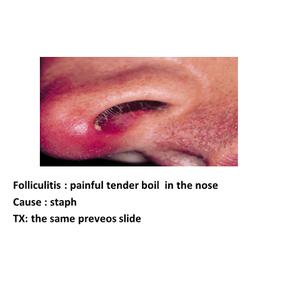 Folliculitis : painful tender boil  in the nose
Cause : staph
TX: the same preveos slide